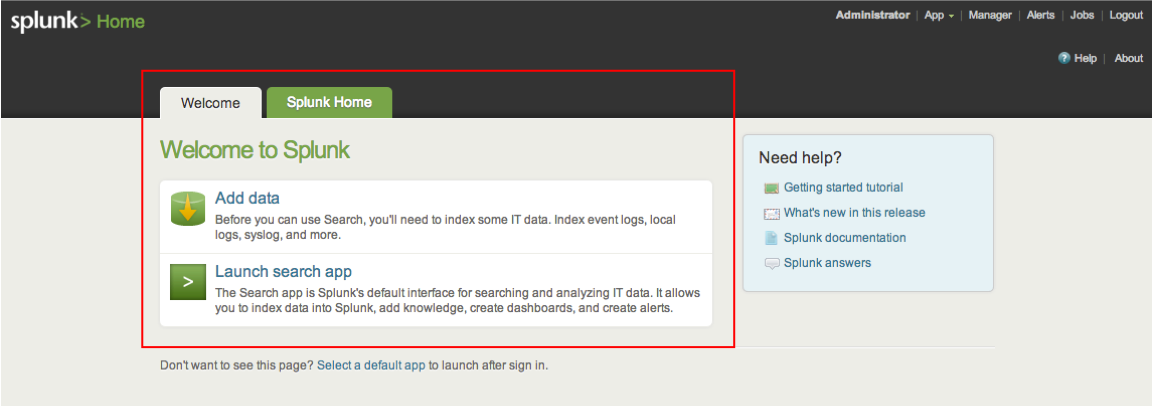 splunk> Home
Administrator | App | Manager | Alerts | Jobs | Logout
Help | About
Welcome
Splunk Home
Welcome to Splunk
Add data
Before you can use Search, you'll need to index some IT data. Index event logs, local
logs, syslog, and more.
>
Launch search app
The Search app is Splunk's default interface for searching and analyzing IT data. It allows
you to index data into Splunk, add knowledge, create dashboards, and create alerts.
Don't want to see this page? Select a default app to launch after sign in.
Need help?
Getting started tutorial
What's new in this release
Splunk documentation
Splunk answers